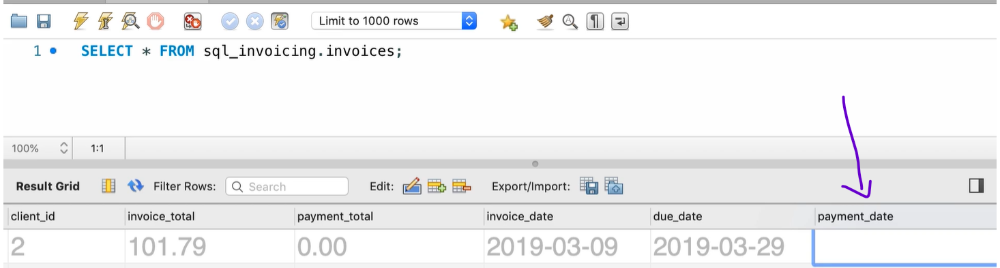 Limit to 1000 rows
1 SELECT * FROM sql_invoicing.invoices;
100% 1:1
Result Grid Filter Rows: Search Edit: Export/Import:
client_id invoice_total payment_total invoice_date due_date payment_date
2 101.79 0.00 2019-03-09 2019-03-29